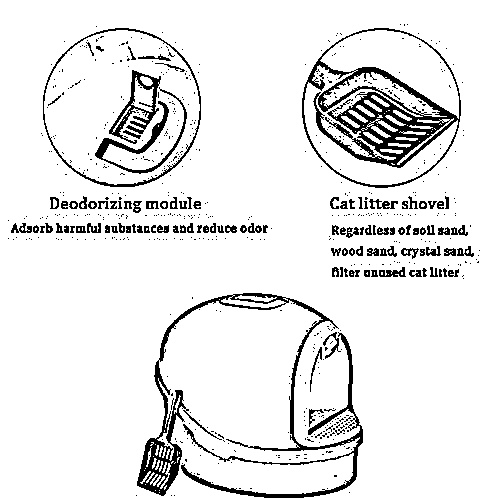 Deodorizing module
Adsorb harmful substances and reduce odor
Cat litter shovel
Regardless of soil sand,
wood sand, crystal sand,
filter unused cat litter